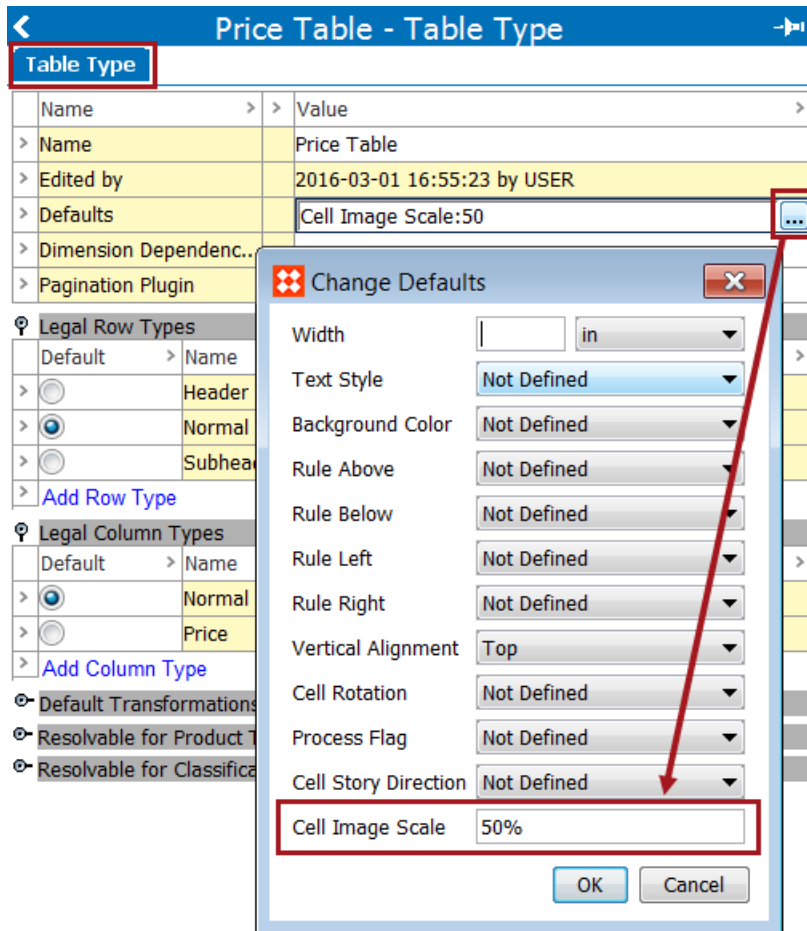 Price Table - Table Type
Table Type
Name > > Value >
> Name Price Table
> Edited by 2016-03-01 16:55:23 by USER
> Defaults Cell Image Scale:50 ...
> Dimension Dependenc...
> Pagination Plugin
Legal Row Types
Default > Name >
> Header
> Normal
> Subhea
> Add Row Type
Legal Column Types
Default > Name >
> Normal
> Price
> Add Column Type
Default Transformations
Resolvable for Product T
Resolvable for Classifica
Change Defaults
Width in
Text Style Not Defined
Background Color Not Defined
Rule Above Not Defined
Rule Below Not Defined
Rule Left Not Defined
Rule Right Not Defined
Vertical Alignment Top
Cell Rotation Not Defined
Process Flag Not Defined
Cell Story Direction Not Defined
Cell Image Scale 50%
OK Cancel